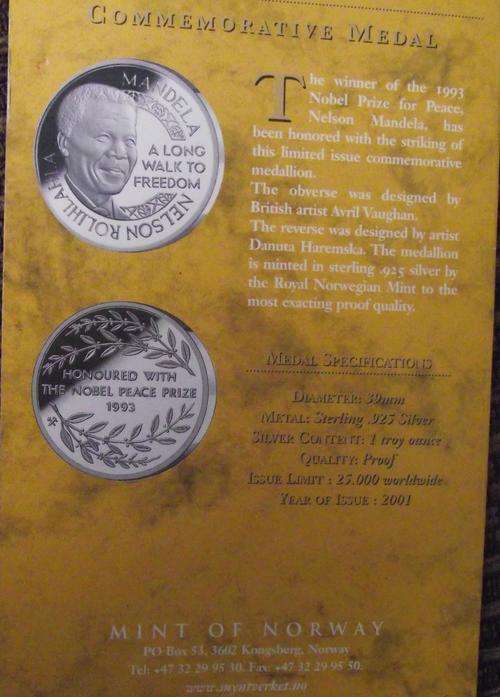 COMMEMORATIVE MEDAL
The winner of the 1993
Nobel Prize for Peace,
Nelson Mandela, has
been honored with the striking of
this limited issue commemorative
medallion.
The obverse was designed by
British artist Avril Vaughan.
The reverse was designed by artist
Danuta Haremska. The medallion
is minted in sterling .925 silver by
the Royal Norwegian Mint to the
most exacting proof quality.
NELSON ROLIHLAHLA MANDELA
A LONG
WALK TO
FREEDOM
HONOURED WITH
THE NOBEL PEACE PRIZE
1993
MEDAL SPECIFICATIONS
DIAMETER: 39mm
METAL: Sterling .925 Silver
SILVER CONTENT: 1 troy ounce
QUALITY: Proof
ISSUE LIMIT : 25.000 worldwide
YEAR OF ISSUE : 2001
MINT OF NORWAY
PO Box 53, 3602 Kongsberg, Norway
Tel: +47 32 29 95 30. Fax: +47 32 29 95 50.
www.myntverket.no